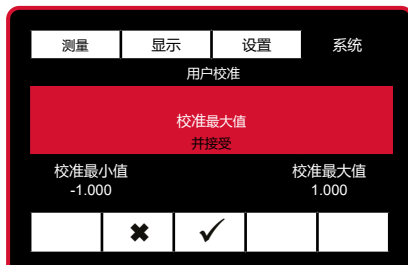 测量 显示 设置 系统
用户校准
校准最大值
并接受
校准最小值 校准最大值
-1.000 1.000